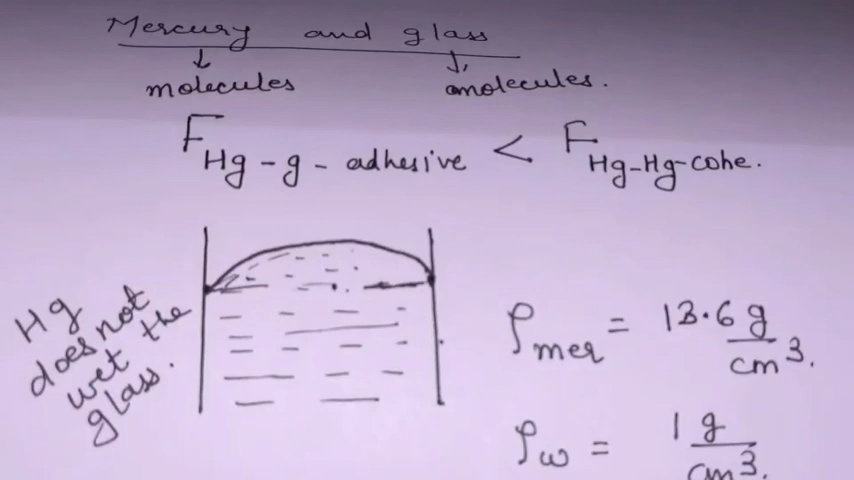 Mercury and glass
molecules molecules.
F Hg-g-adhesive < F Hg-Hg-cohe.
Hg
does not
wet the
glass.
ρmer = 13.6 g/cm³.
ρw = 1 g/cm³.